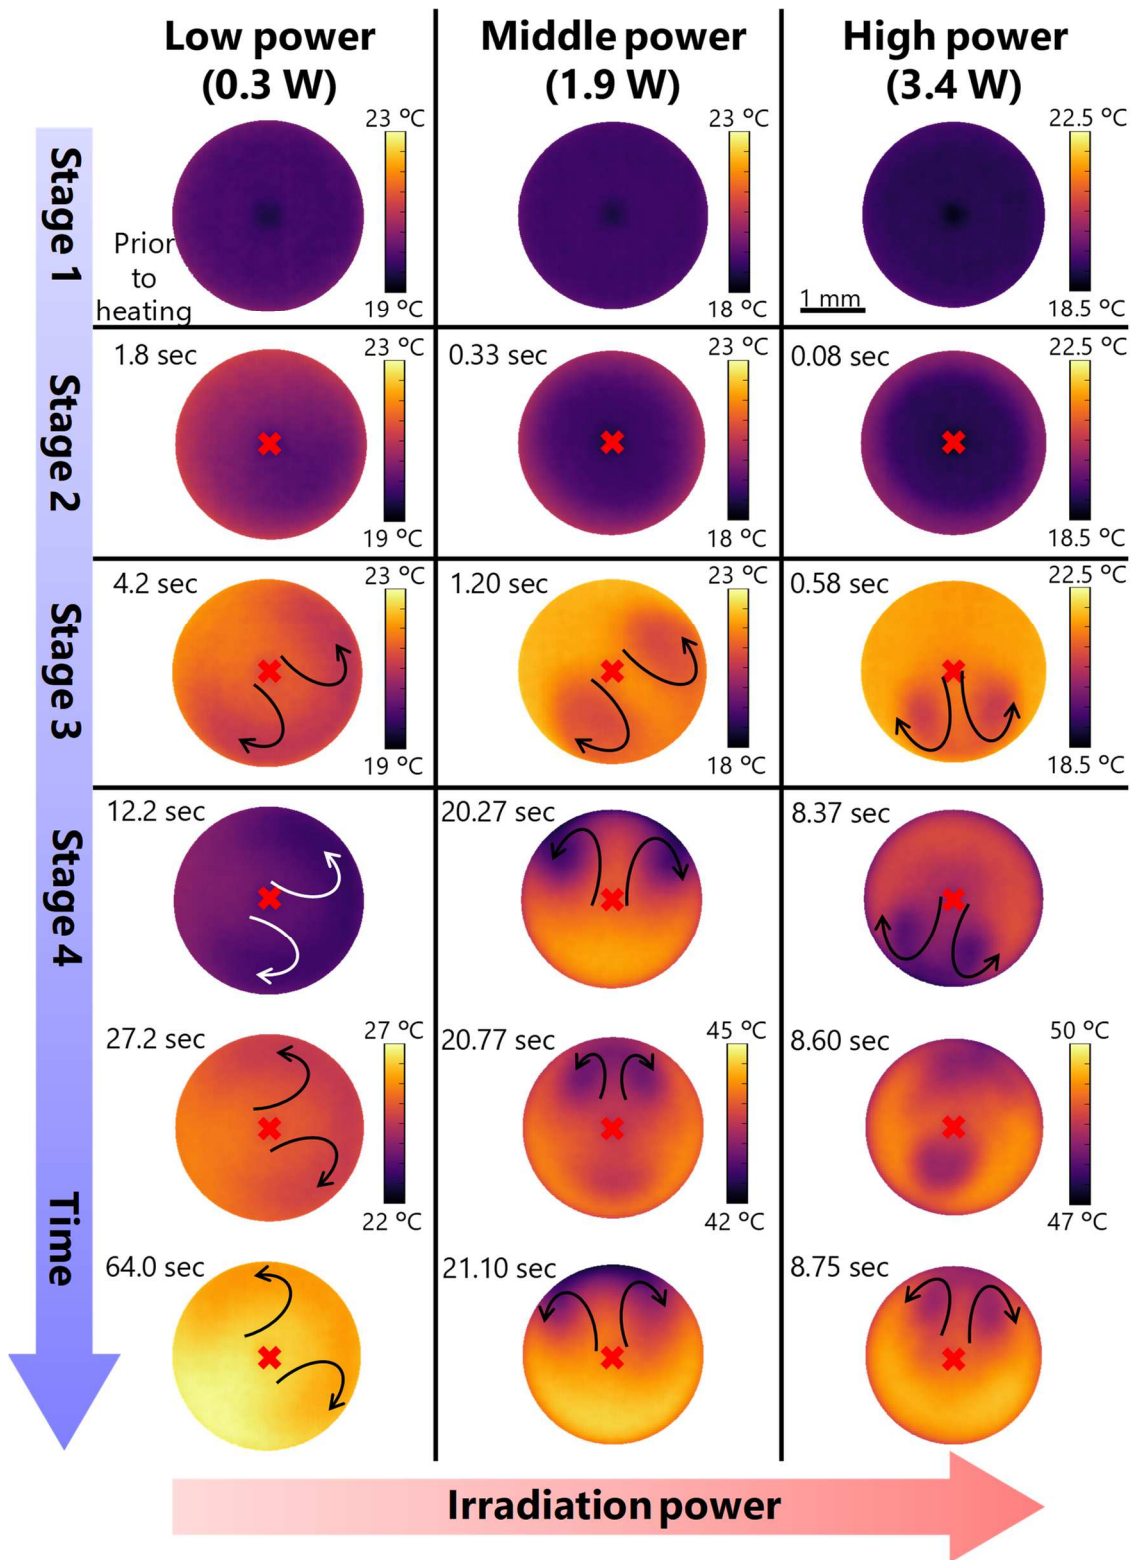 Low power
(0.3 W)
Middle power
(1.9 W)
High power
(3.4 W)
Stage 1
Prior
to
heating
23 °C
19 °C
23 °C
18 °C
1 mm
22.5 °C
18.5 °C
Stage 2
1.8 sec
23 °C
19 °C
0.33 sec
23 °C
18 °C
0.08 sec
22.5 °C
18.5 °C
Stage 3
4.2 sec
23 °C
19 °C
1.20 sec
23 °C
18 °C
0.58 sec
22.5 °C
18.5 °C
Stage 4
12.2 sec
20.27 sec
8.37 sec
27.2 sec
27 °C
22 °C
20.77 sec
45 °C
42 °C
8.60 sec
50 °C
47 °C
Time
64.0 sec
21.10 sec
8.75 sec
Irradiation power